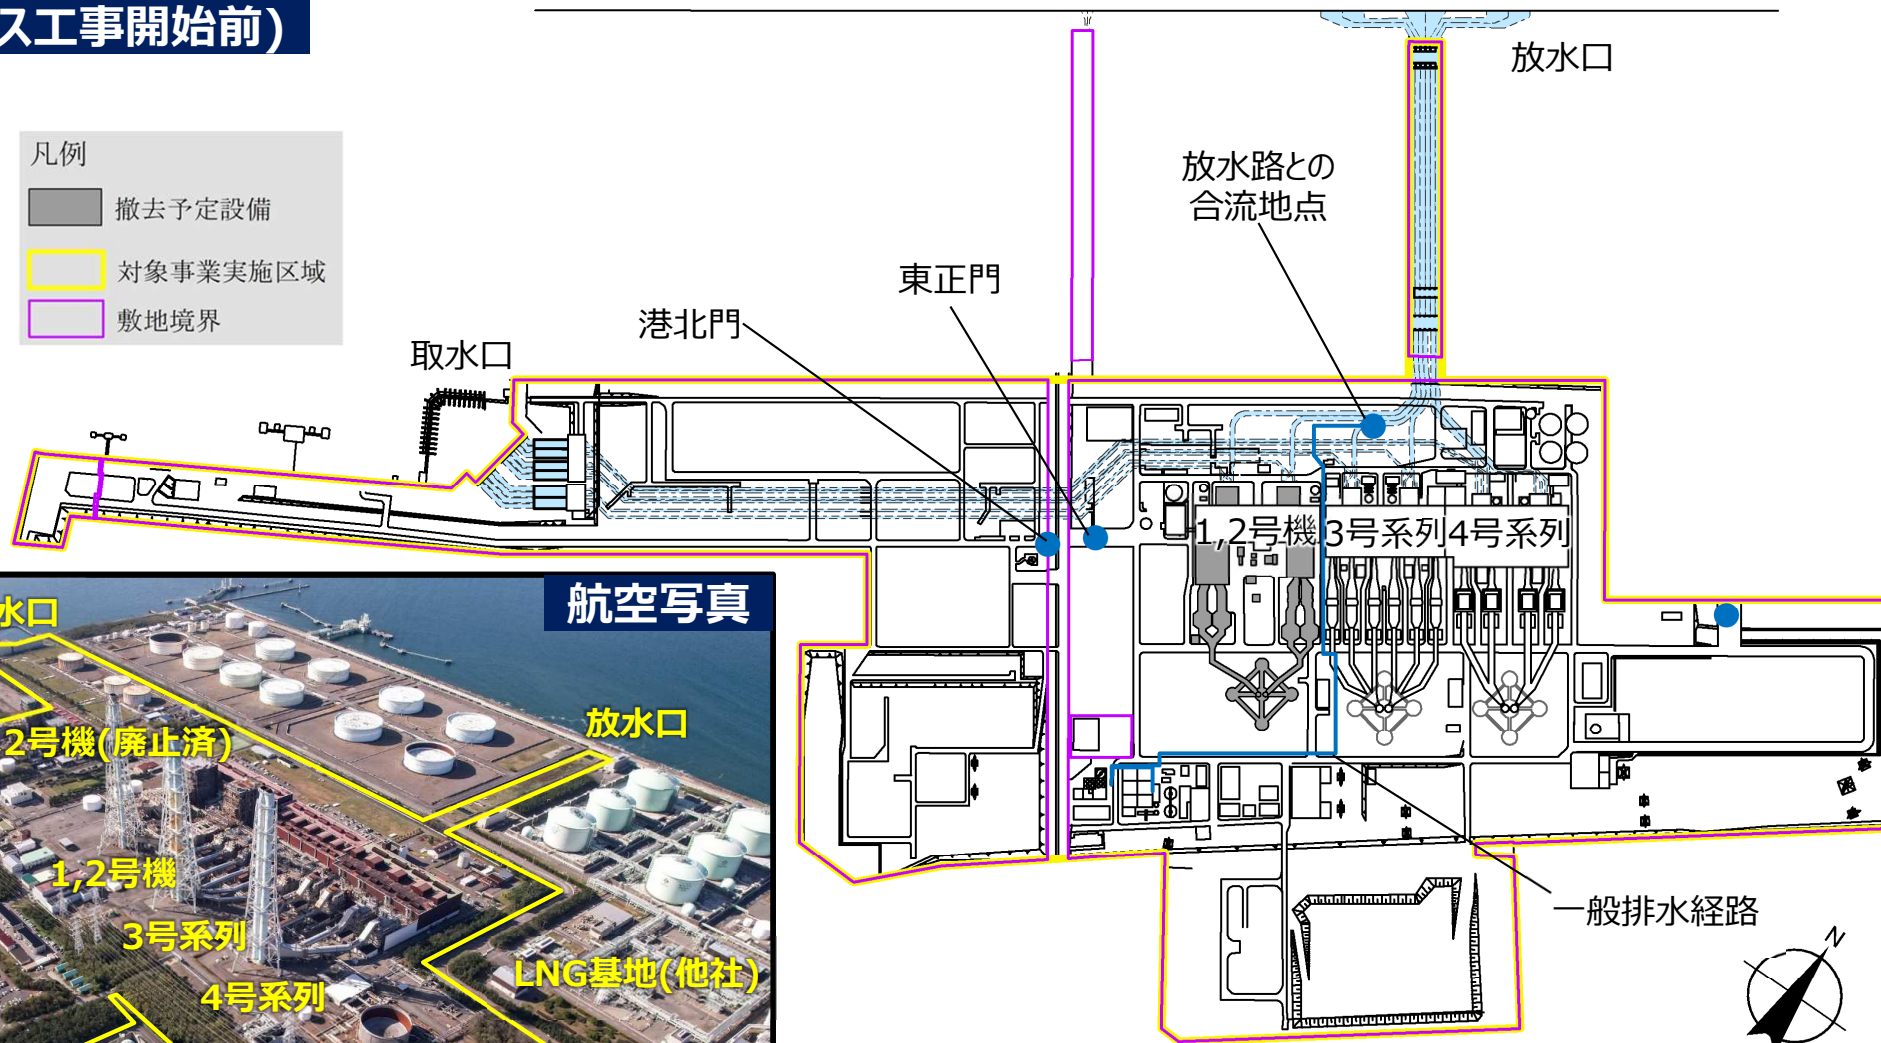 ス工事開始前)
放水口
凡例
撤去予定設備
対象事業実施区域
敷地境界
放水路との
合流地点
東正門
港北門
取水口
1,2号機
3号系列
4号系列
航空写真
水口
2号機(廃止済)
放水口
1,2号機
3号系列
4号系列
LNG基地(他社)
一般排水経路
N